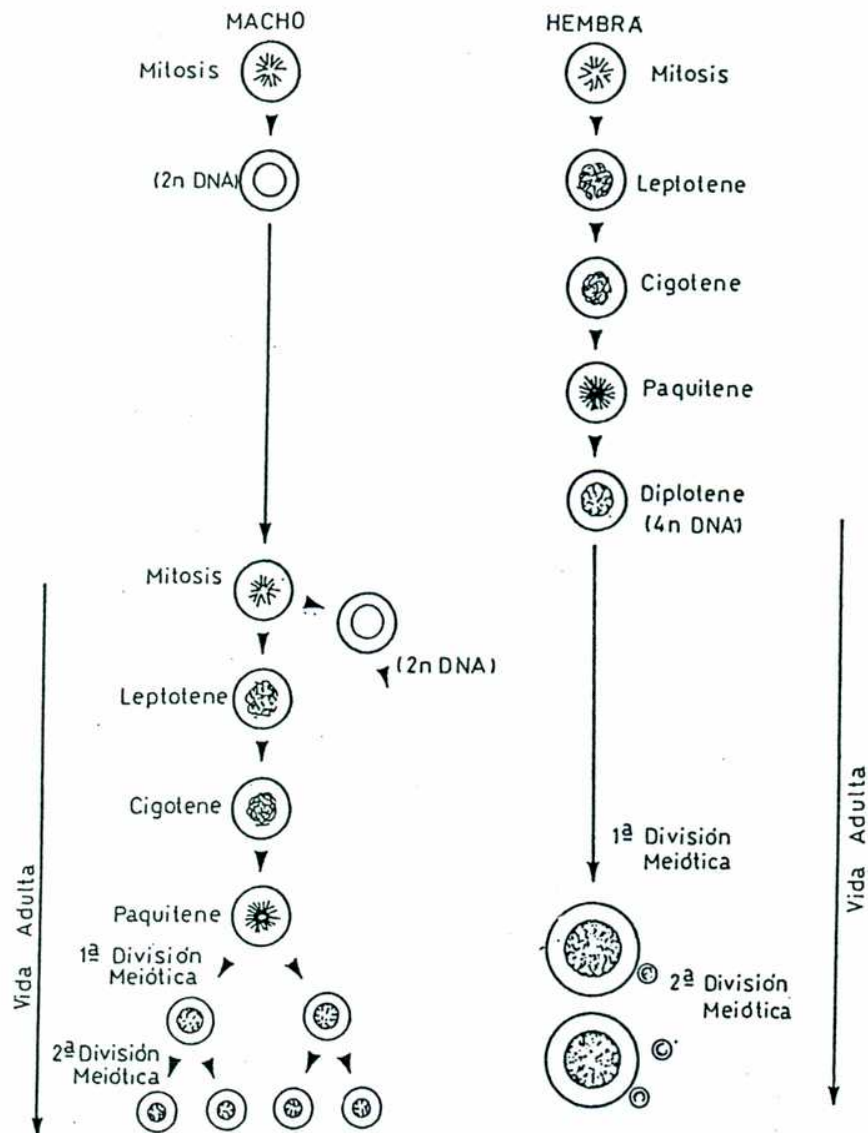 MACHO
Mitosis
(2n DNA)
Mitosis
(2n DNA)
Leptotene
Cigotene
Paquitene
1ª División
Meiótica
2ª División
Meiótica
Vida Adulta
HEMBRA
Mitosis
Leptotene
Cigotene
Paquitene
Diplotene
(4n DNA)
1ª División
Meiótica
2ª División
Meiótica
Vida Adulta